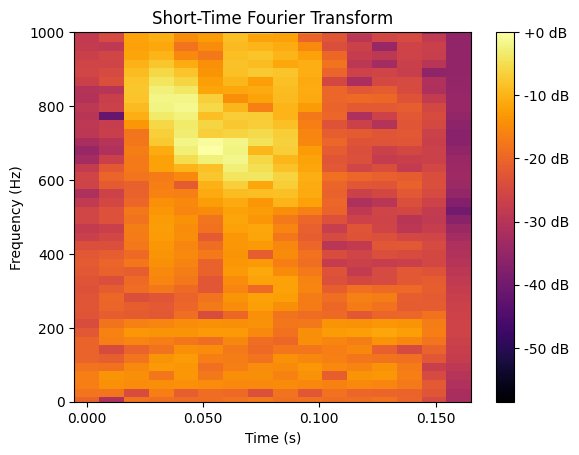 Short-Time Fourier Transform
1000
800
600
400
200
0
Frequency (Hz)
0.000
0.050
0.100
0.150
Time (s)
+0 dB
-10 dB
-20 dB
-30 dB
-40 dB
-50 dB